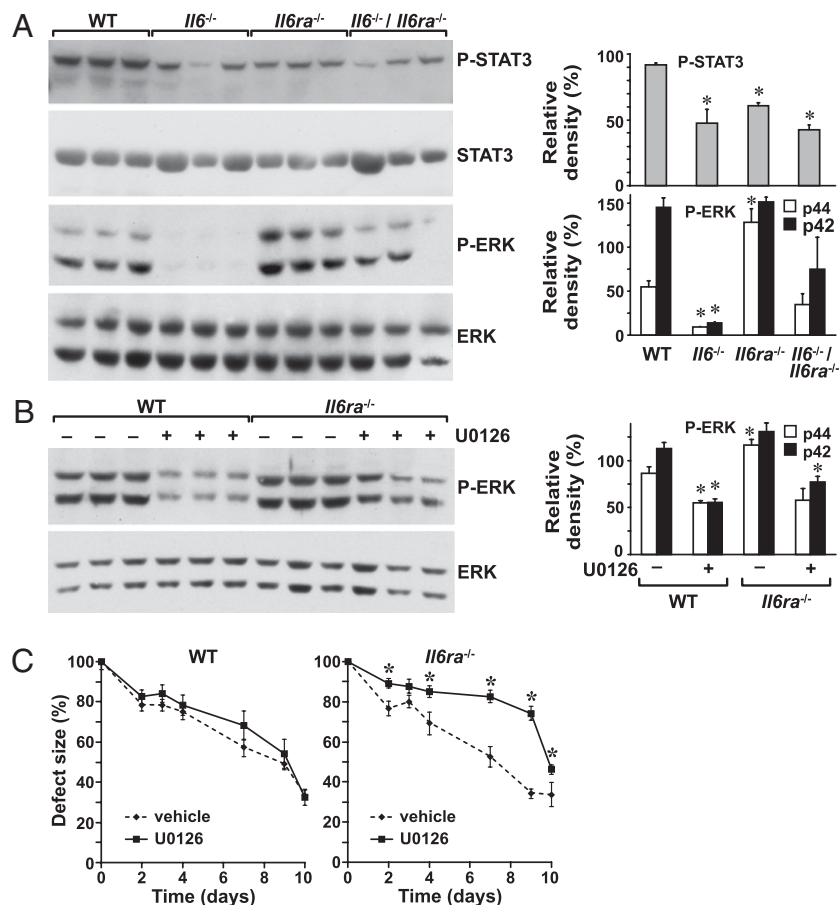 A
WT Il6-/- Il6ra-/- Il6-/- / Il6ra-/-
P-STAT3
STAT3
P-ERK
ERK
P-STAT3
Relative density (%)
100
50
0
* * *
P-ERK
p44
p42
Relative density (%)
150
100
50
0
* * *
WT Il6-/- Il6ra-/- Il6-/- / Il6ra-/-
B
WT Il6ra-/-
– – – + + + – – – + + + U0126
P-ERK
ERK
P-ERK
p44
p42
Relative density (%)
100
50
0
* * * *
U0126 – + – +
WT Il6ra-/-
C
WT
Defect size (%)
100
80
60
40
20
0
vehicle
U0126
0 2 4 6 8 10
Time (days)
Il6ra-/-
100
80
60
40
20
0
* * * * *
vehicle
U0126
0 2 4 6 8 10
Time (days)